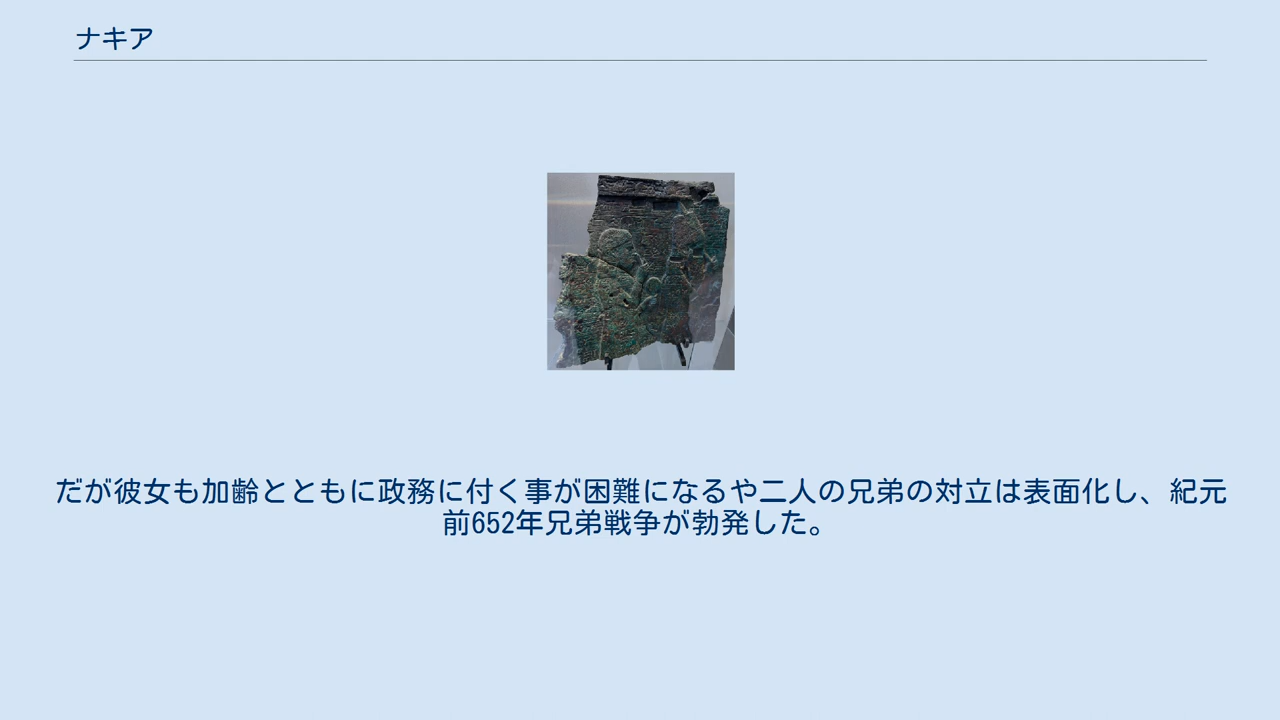 ナキア
だが彼女も加齢とともに政務に付く事が困難になるや二人の兄弟の対立は表面化し、紀元
前652年兄弟戦争が勃発した。